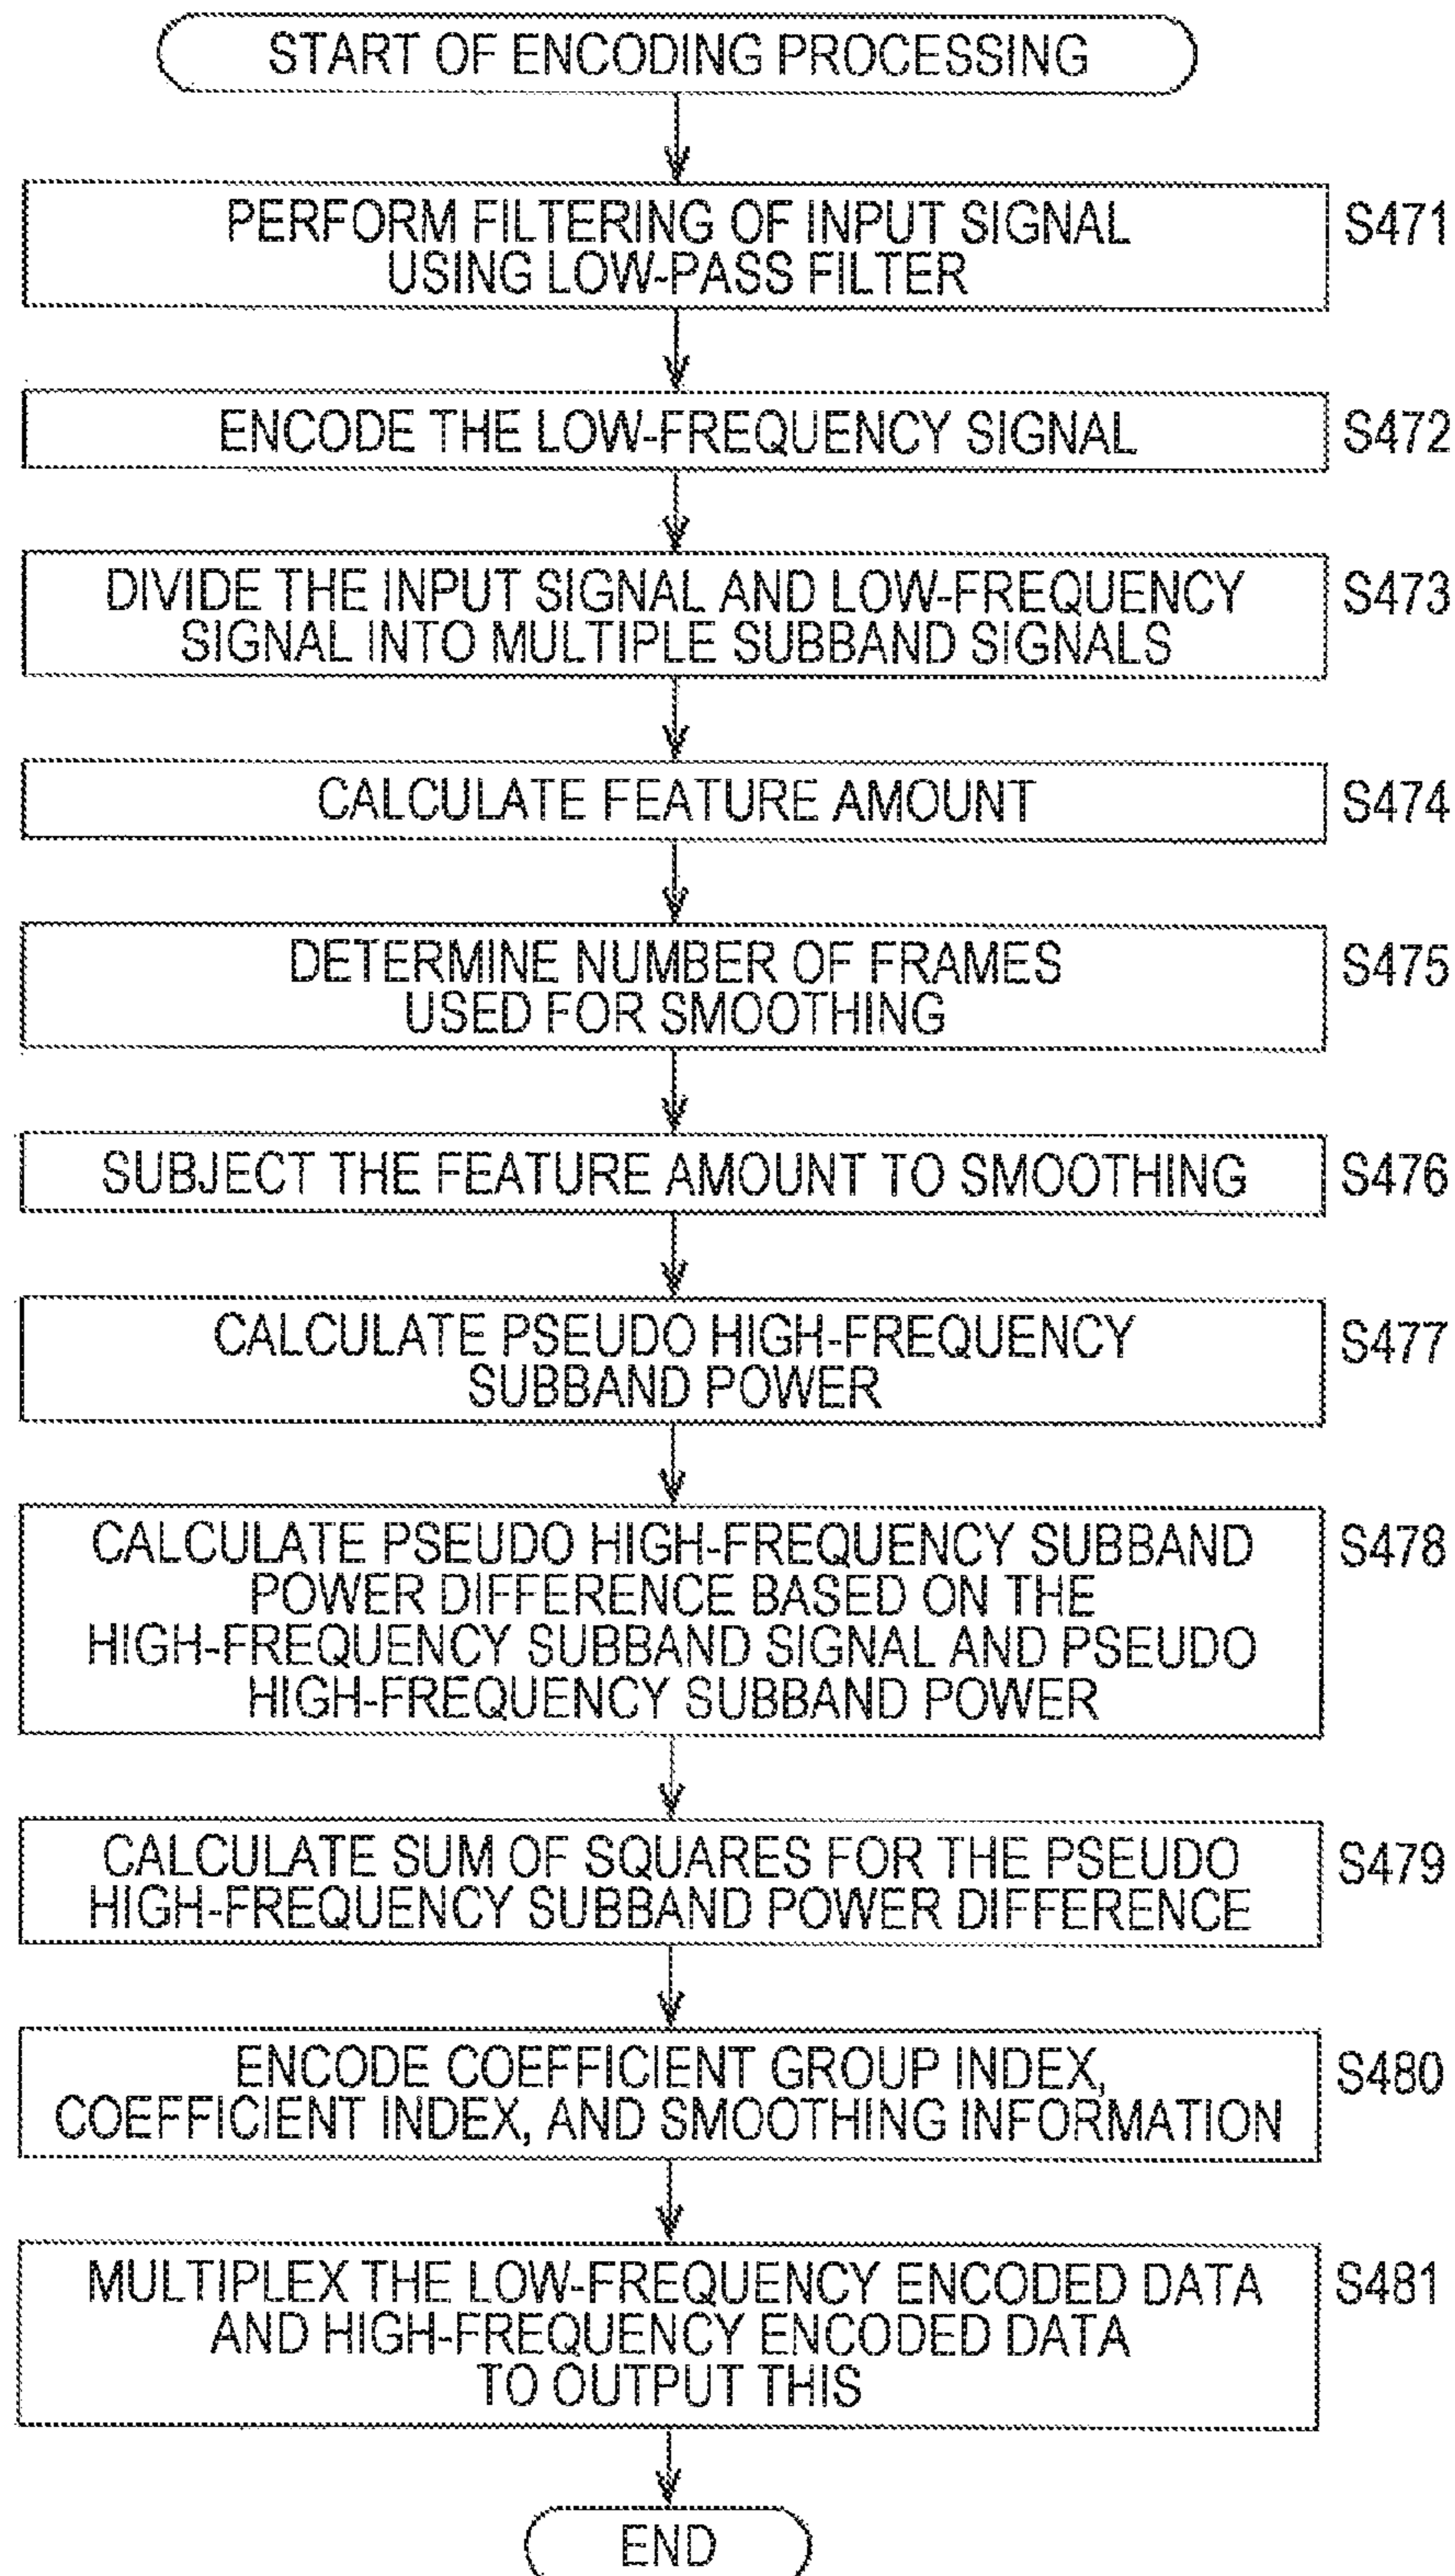 START OF ENCODING PROCESSING
PERFORM FILTERING OF INPUT SIGNAL
USING LOW-PASS FILTER
S471
ENCODE THE LOW-FREQUENCY SIGNAL
S472
DIVIDE THE INPUT SIGNAL AND LOW-FREQUENCY
SIGNAL INTO MULTIPLE SUBBAND SIGNALS
S473
CALCULATE FEATURE AMOUNT
S474
DETERMINE NUMBER OF FRAMES
USED FOR SMOOTHING
S475
SUBJECT THE FEATURE AMOUNT TO SMOOTHING
S476
CALCULATE PSEUDO HIGH-FREQUENCY
SUBBAND POWER
S477
CALCULATE PSEUDO HIGH-FREQUENCY SUBBAND
POWER DIFFERENCE BASED ON THE
HIGH-FREQUENCY SUBBAND SIGNAL AND PSEUDO
HIGH-FREQUENCY SUBBAND POWER
S478
CALCULATE SUM OF SQUARES FOR THE PSEUDO
HIGH-FREQUENCY SUBBAND POWER DIFFERENCE
S479
ENCODE COEFFICIENT GROUP INDEX,
COEFFICIENT INDEX, AND SMOOTHING INFORMATION
S480
MULTIPLEX THE LOW-FREQUENCY ENCODED DATA
AND HIGH-FREQUENCY ENCODED DATA
TO OUTPUT THIS
S481
END